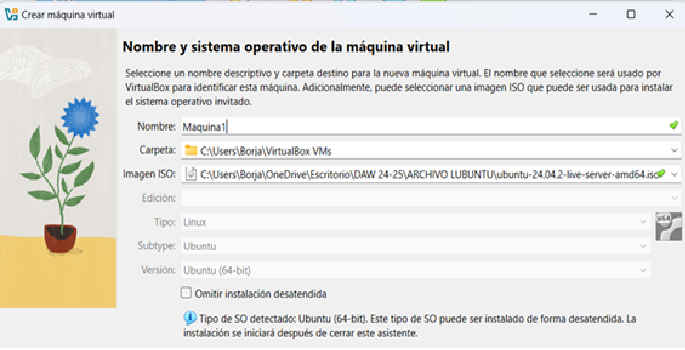 Crear máquina virtual
Nombre y sistema operativo de la máquina virtual
Seleccione un nombre descriptivo y carpeta destino para la nueva máquina virtual. El nombre que seleccione será usado por
VirtualBox para identificar esta máquina. Adicionalmente, puede seleccionar una imagen ISO que puede ser usada para instalar
el sistema operativo invitado.
Nombre: Maquina1
Carpeta: C:\Users\Borja\VirtualBox VMs
Imagen ISO: C:\Users\Borja\OneDrive\Escritorio\DAW 24-25\ARCHIVO LUBUNTU\ubuntu-24.04.2-live-server-amd64.iso
Edición:
Tipo: Linux
x64
Subtype: Ubuntu
Versión: Ubuntu (64-bit)
Omitir instalación desatendida
Tipo de SO detectado: Ubuntu (64-bit). Este tipo de SO puede ser instalado de forma desatendida. La
instalación se iniciará después de cerrar este asistente.